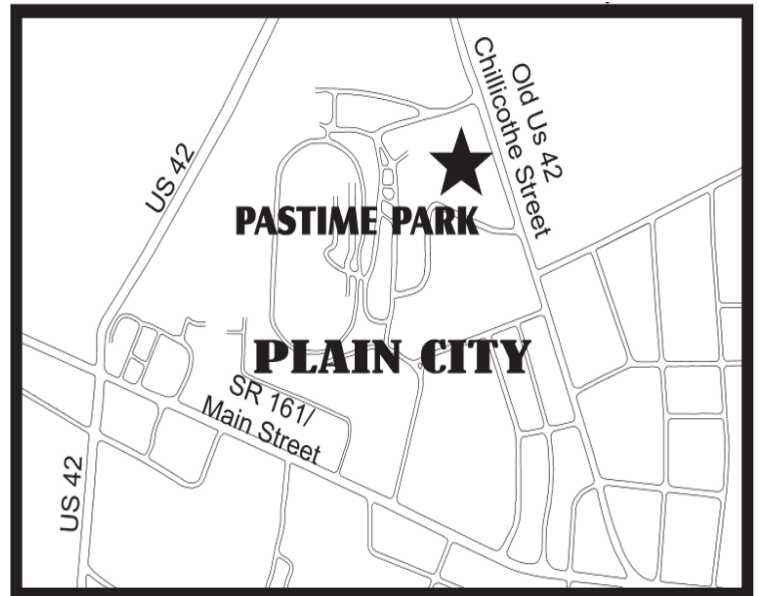 Old Us 42
Chillicothe Street
US 42
PASTIME PARK
PLAIN CITY
SR 161/
Main Street
US 42